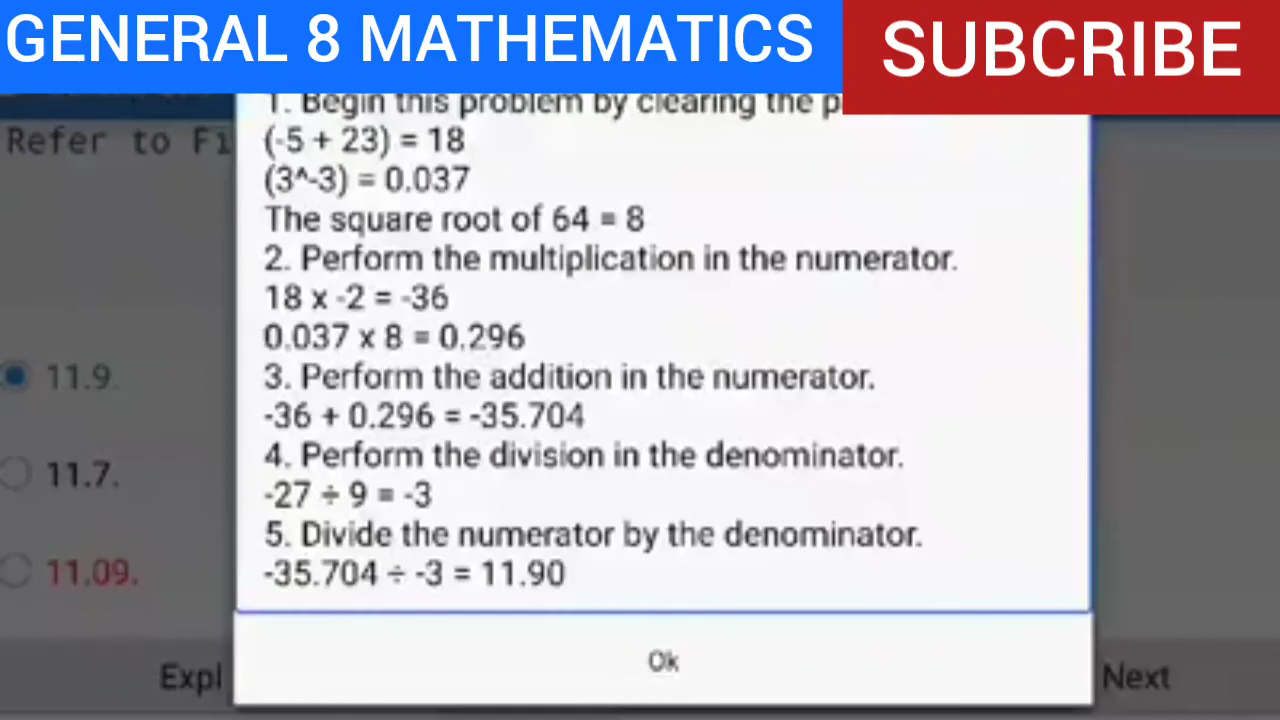 GENERAL 8 MATHEMATICS
SUBCRIBE
1. Begin this problem by clearing the
Refer to
(-5 + 23) = 18
(3^-3) = 0.037
The square root of 64 = 8
2. Perform the multiplication in the numerator.
18 x -2 = -36
0.037 x 8 = 0.296
11.9.
3. Perform the addition in the numerator.
-36 + 0.296 = -35.704
11.7.
4. Perform the division in the denominator.
-27 ÷ 9 = -3
5. Divide the numerator by the denominator.
11.09.
-35.704 ÷ -3 = 11.90
Ok
Expl
Next